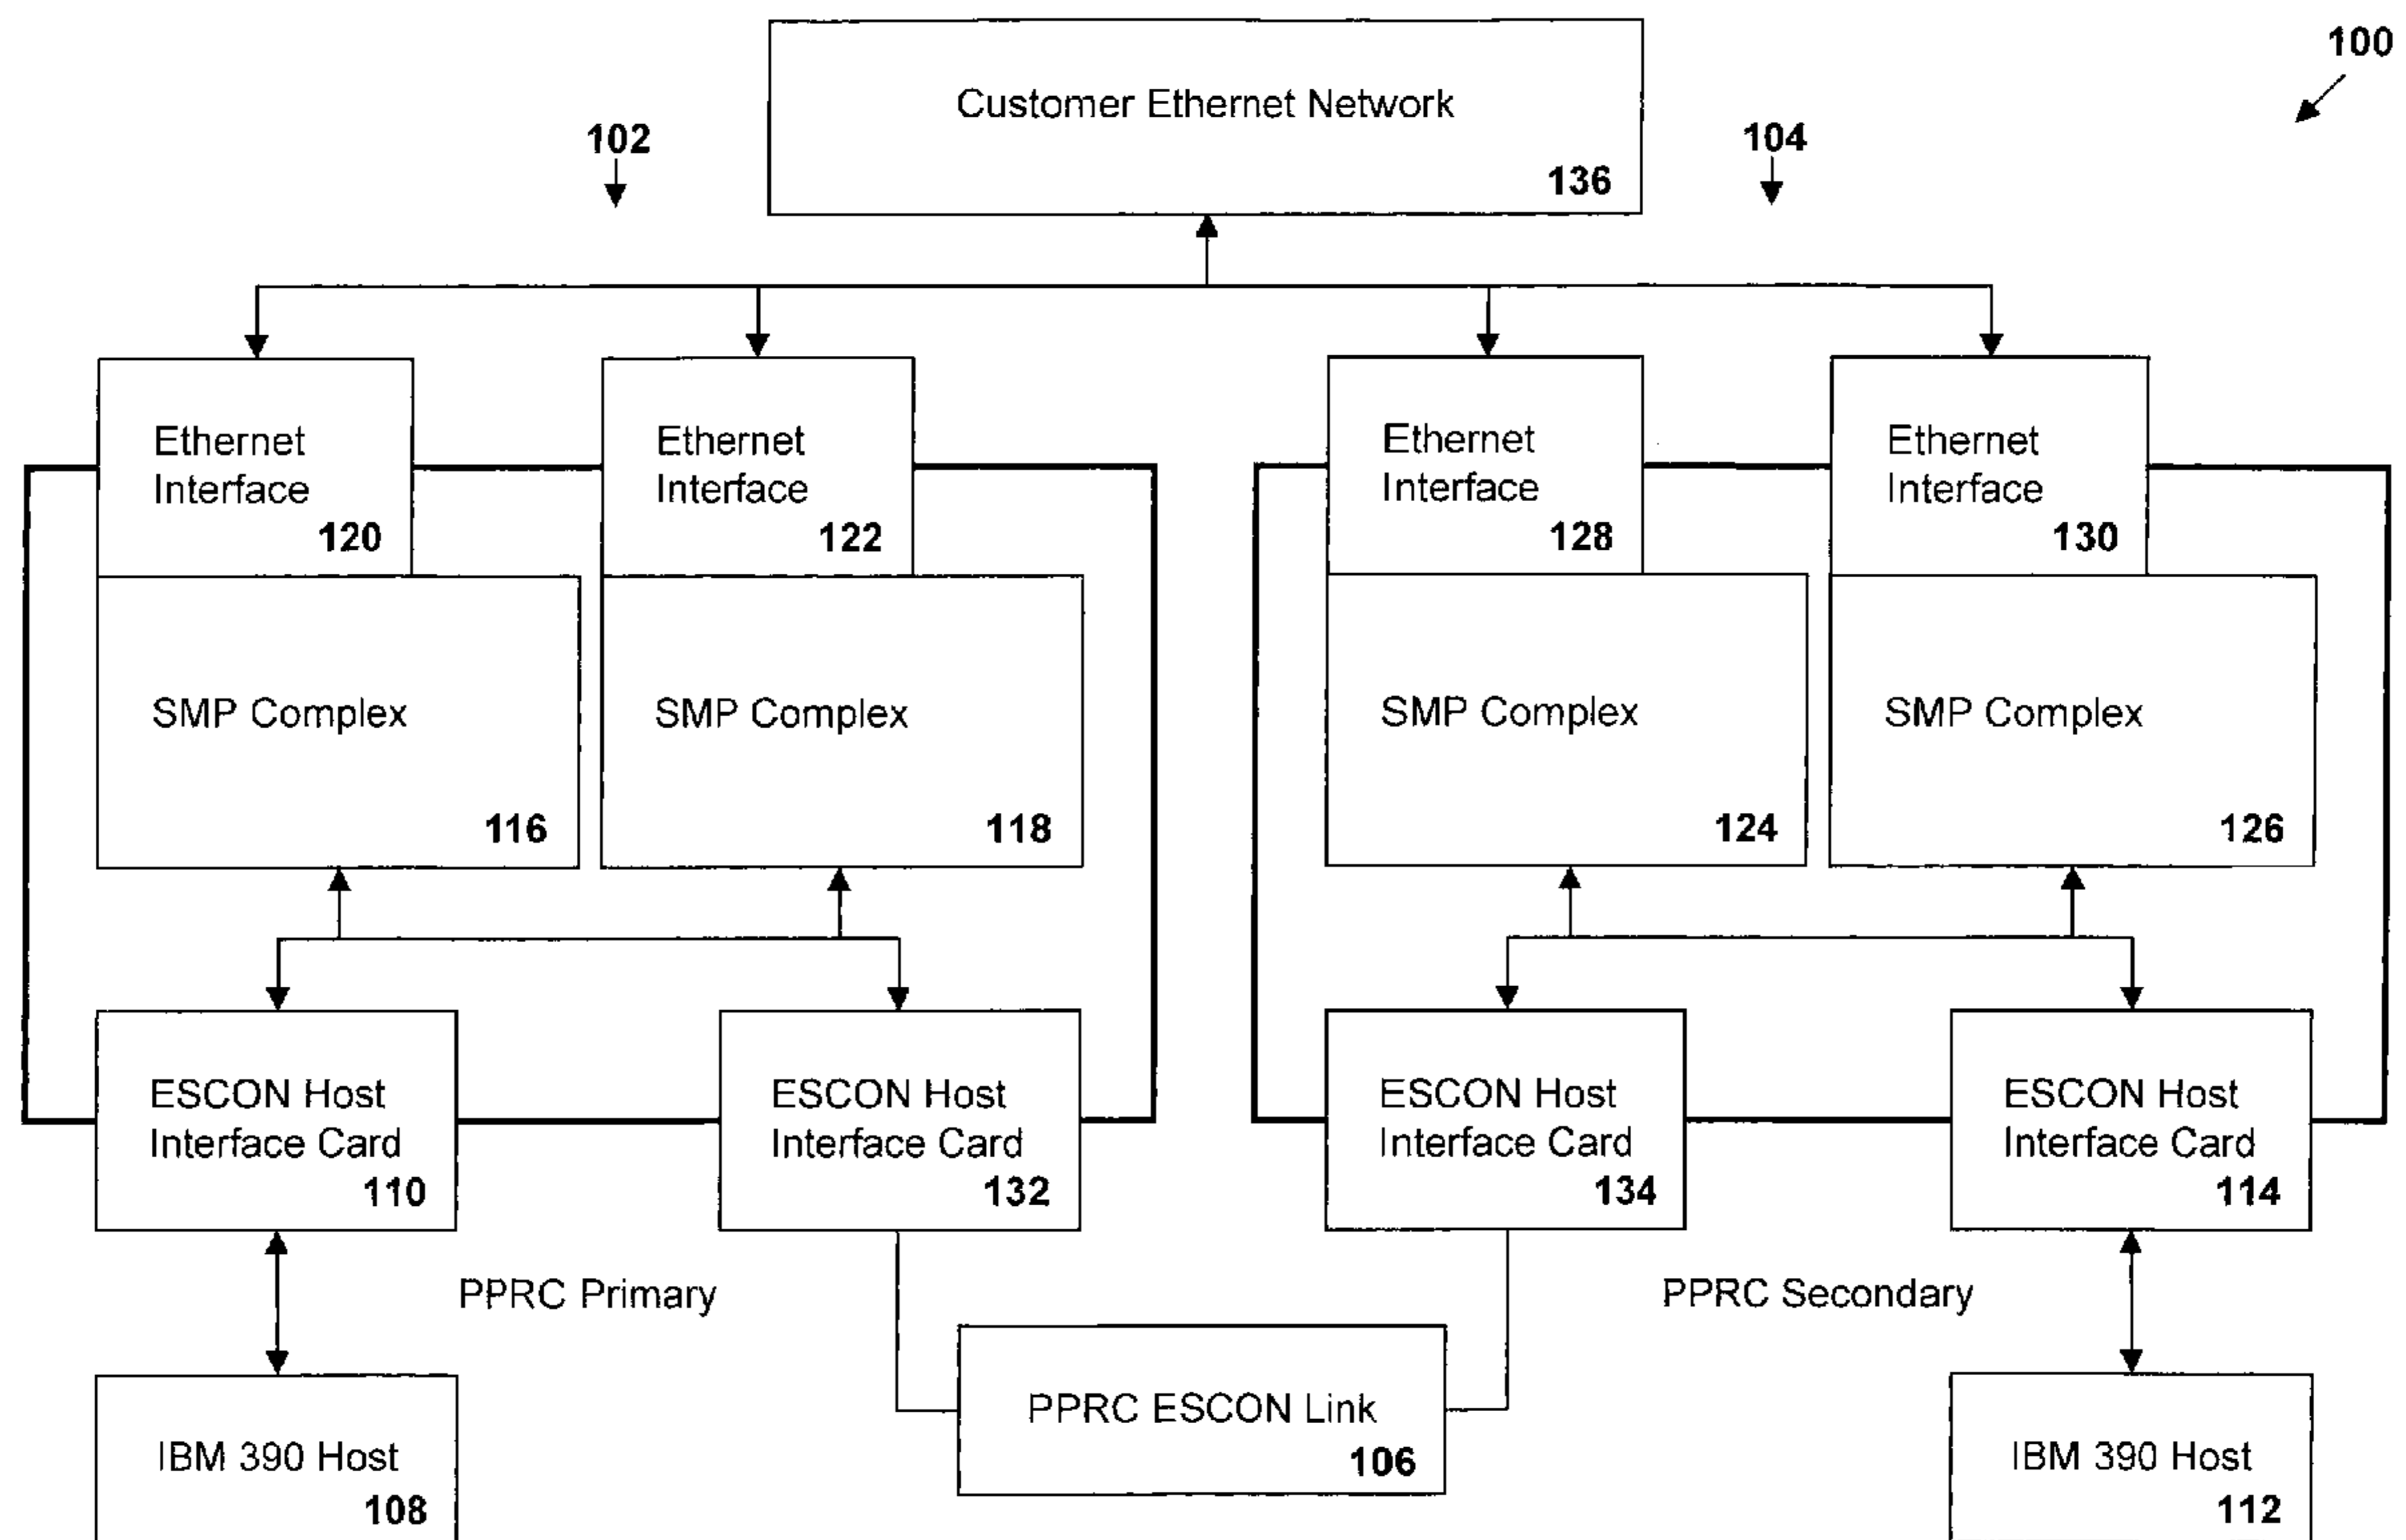 100
Customer Ethernet Network
136
102
104
Ethernet
Interface
120
Ethernet
Interface
122
Ethernet
Interface
128
Ethernet
Interface
130
SMP Complex
116
SMP Complex
118
SMP Complex
124
SMP Complex
126
ESCON Host
Interface Card
110
ESCON Host
Interface Card
132
ESCON Host
Interface Card
134
ESCON Host
Interface Card
114
PPRC Primary
PPRC Secondary
PPRC ESCON Link
106
IBM 390 Host
108
IBM 390 Host
112